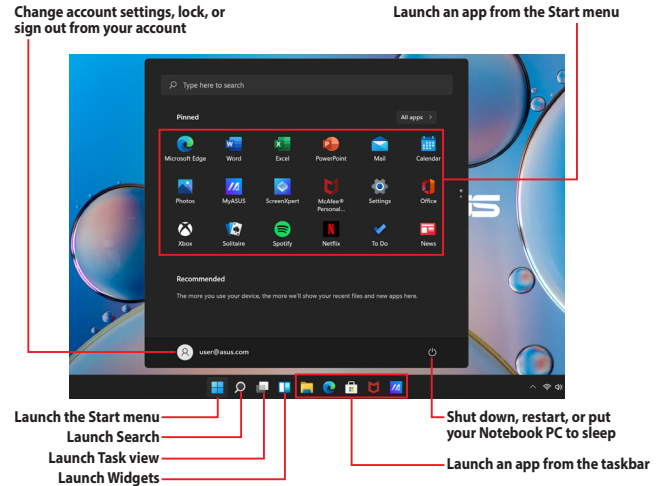 Change account settings, lock, or
sign out from your account
Launch an app from the Start menu
Type here to search
Pinned
All apps >
Microsoft Edge
Word
Excel
PowerPoint
Mail
Calendar
Photos
MyASUS
ScreenXpert
McAfee®
Personal...
Settings
Office
Xbox
Solitaire
Spotify
Netflix
To Do
News
Recommended
The more you use your device, the more we'll show your recent files and new apps here.
user@asus.com
Launch the Start menu
Launch Search
Launch Task view
Launch Widgets
Shut down, restart, or put
your Notebook PC to sleep
Launch an app from the taskbar